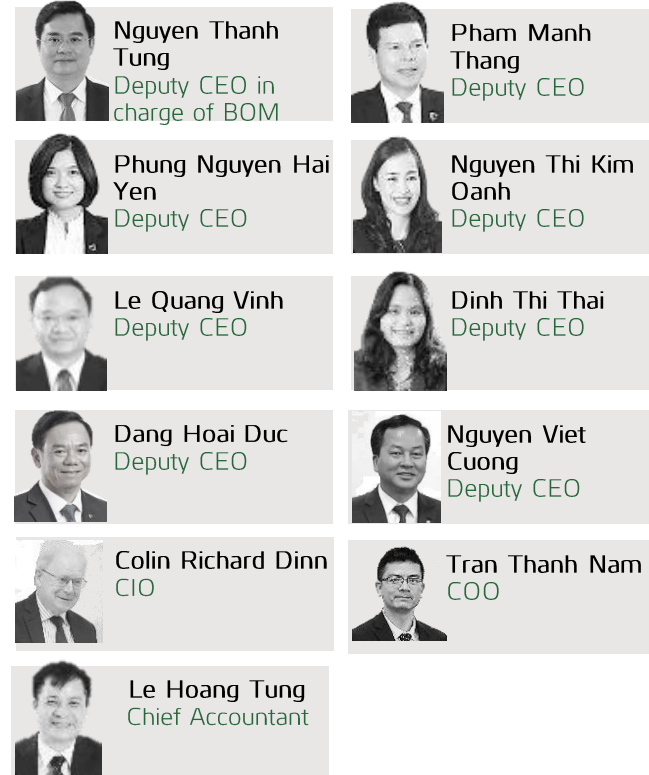 Nguyen Thanh
Tung
Deputy CEO in
charge of BOM
Pham Manh
Thang
Deputy CEO
Phung Nguyen Hai
Yen
Deputy CEO
Nguyen Thi Kim
Oanh
Deputy CEO
Le Quang Vinh
Deputy CEO
Dinh Thi Thai
Deputy CEO
Dang Hoai Duc
Deputy CEO
Nguyen Viet
Cuong
Deputy CEO
Colin Richard Dinn
CIO
Tran Thanh Nam
COO
Le Hoang Tung
Chief Accountant